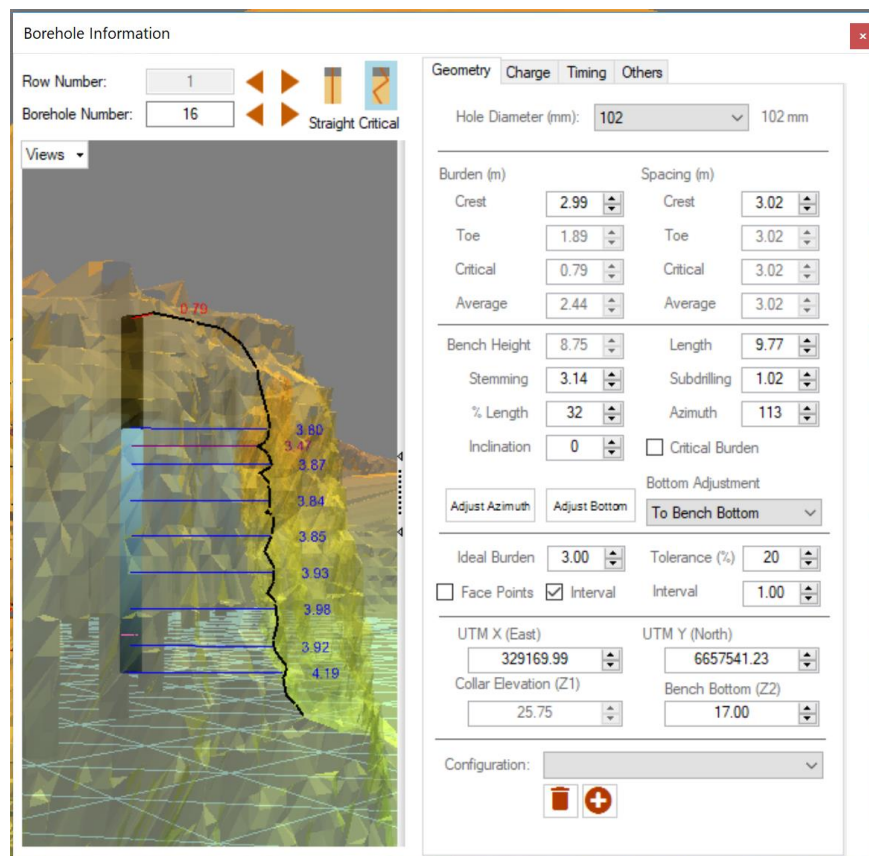 Borehole Information
×
Row Number: 1
Borehole Number: 16
Straight Critical
Views
0.79
3.80
3.47
3.87
3.84
3.85
3.93
3.98
3.92
4.19
Geometry Charge Timing Others
Hole Diameter (mm): 102 102 mm
Burden (m) Spacing (m)
Crest 2.99 Crest 3.02
Toe 1.89 Toe 3.02
Critical 0.79 Critical 3.02
Average 2.44 Average 3.02
Bench Height 8.75 Length 9.77
Stemming 3.14 Subdrilling 1.02
% Length 32 Azimuth 113
Inclination 0 Critical Burden
Bottom Adjustment
Adjust Azimuth Adjust Bottom To Bench Bottom
Ideal Burden 3.00 Tolerance (%) 20
Face Points Interval Interval 1.00
UTM X (East) UTM Y (North)
329169.99 6657541.23
Collar Elevation (Z1) Bench Bottom (Z2)
25.75 17.00
Configuration: